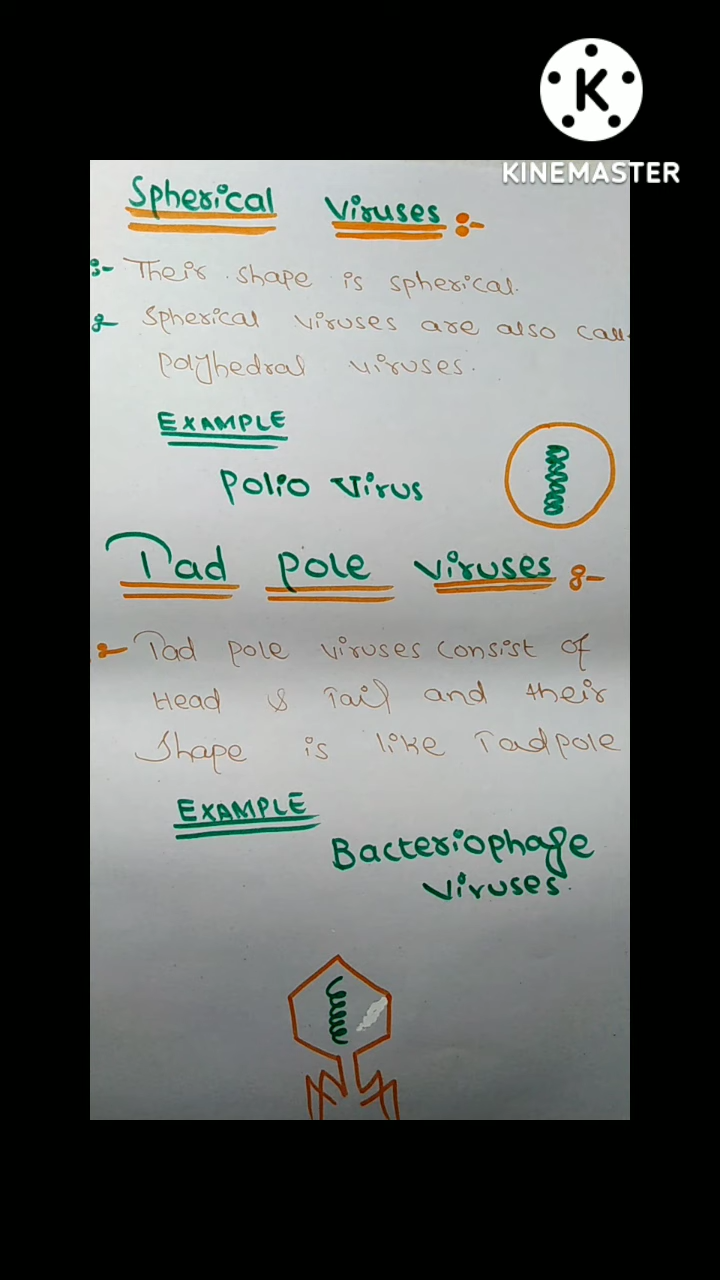 K
KINEMASTER
Spherical Viruses :-
:- Their shape is spherical.
:- Spherical viruses are also call
polyhedral viruses.
EXAMPLE
Polio Virus
Tad pole viruses :-
:- Tad pole viruses consist of
Head & Tail and their
Shape is like Tadpole
EXAMPLE
Bacteriophage
viruses.